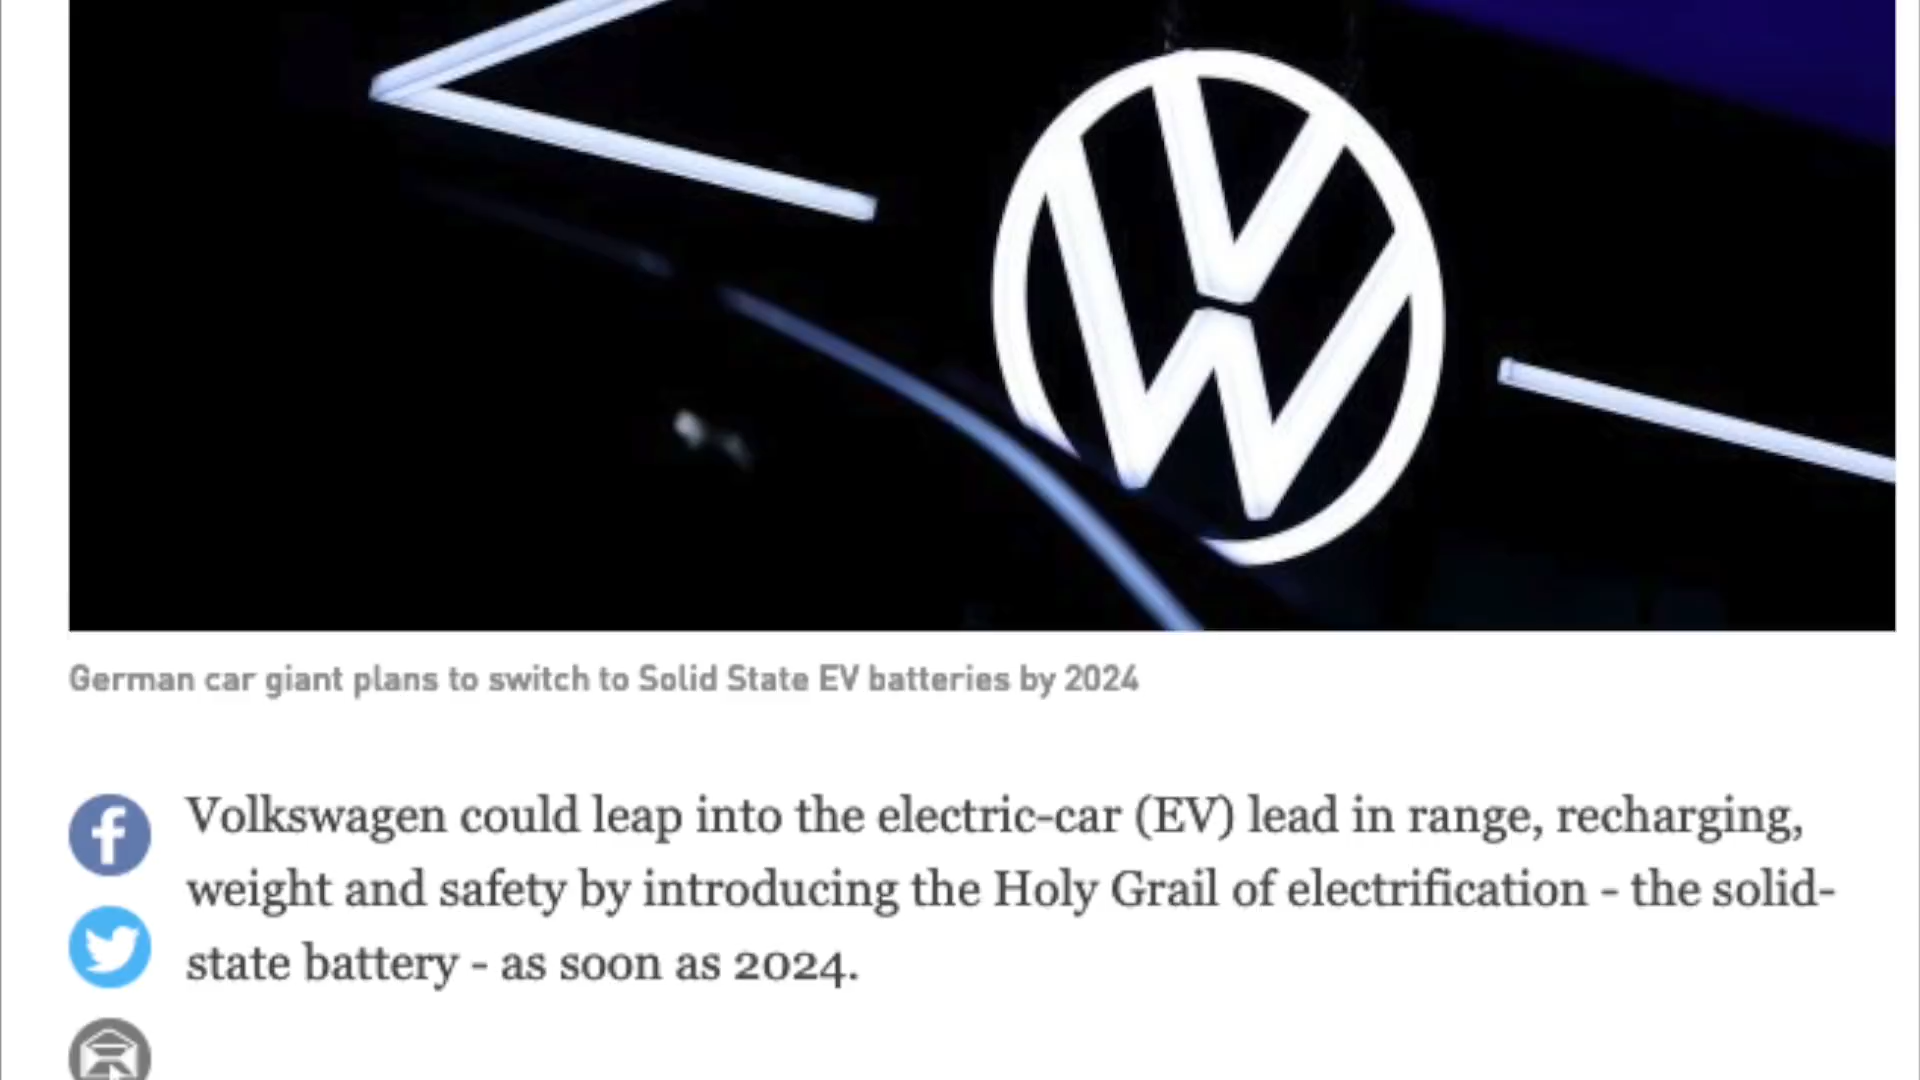 VW
German car giant plans to switch to Solid State EV batteries by 2024
Volkswagen could leap into the electric-car (EV) lead in range, recharging,
weight and safety by introducing the Holy Grail of electrification - the solid-
state battery - as soon as 2024.